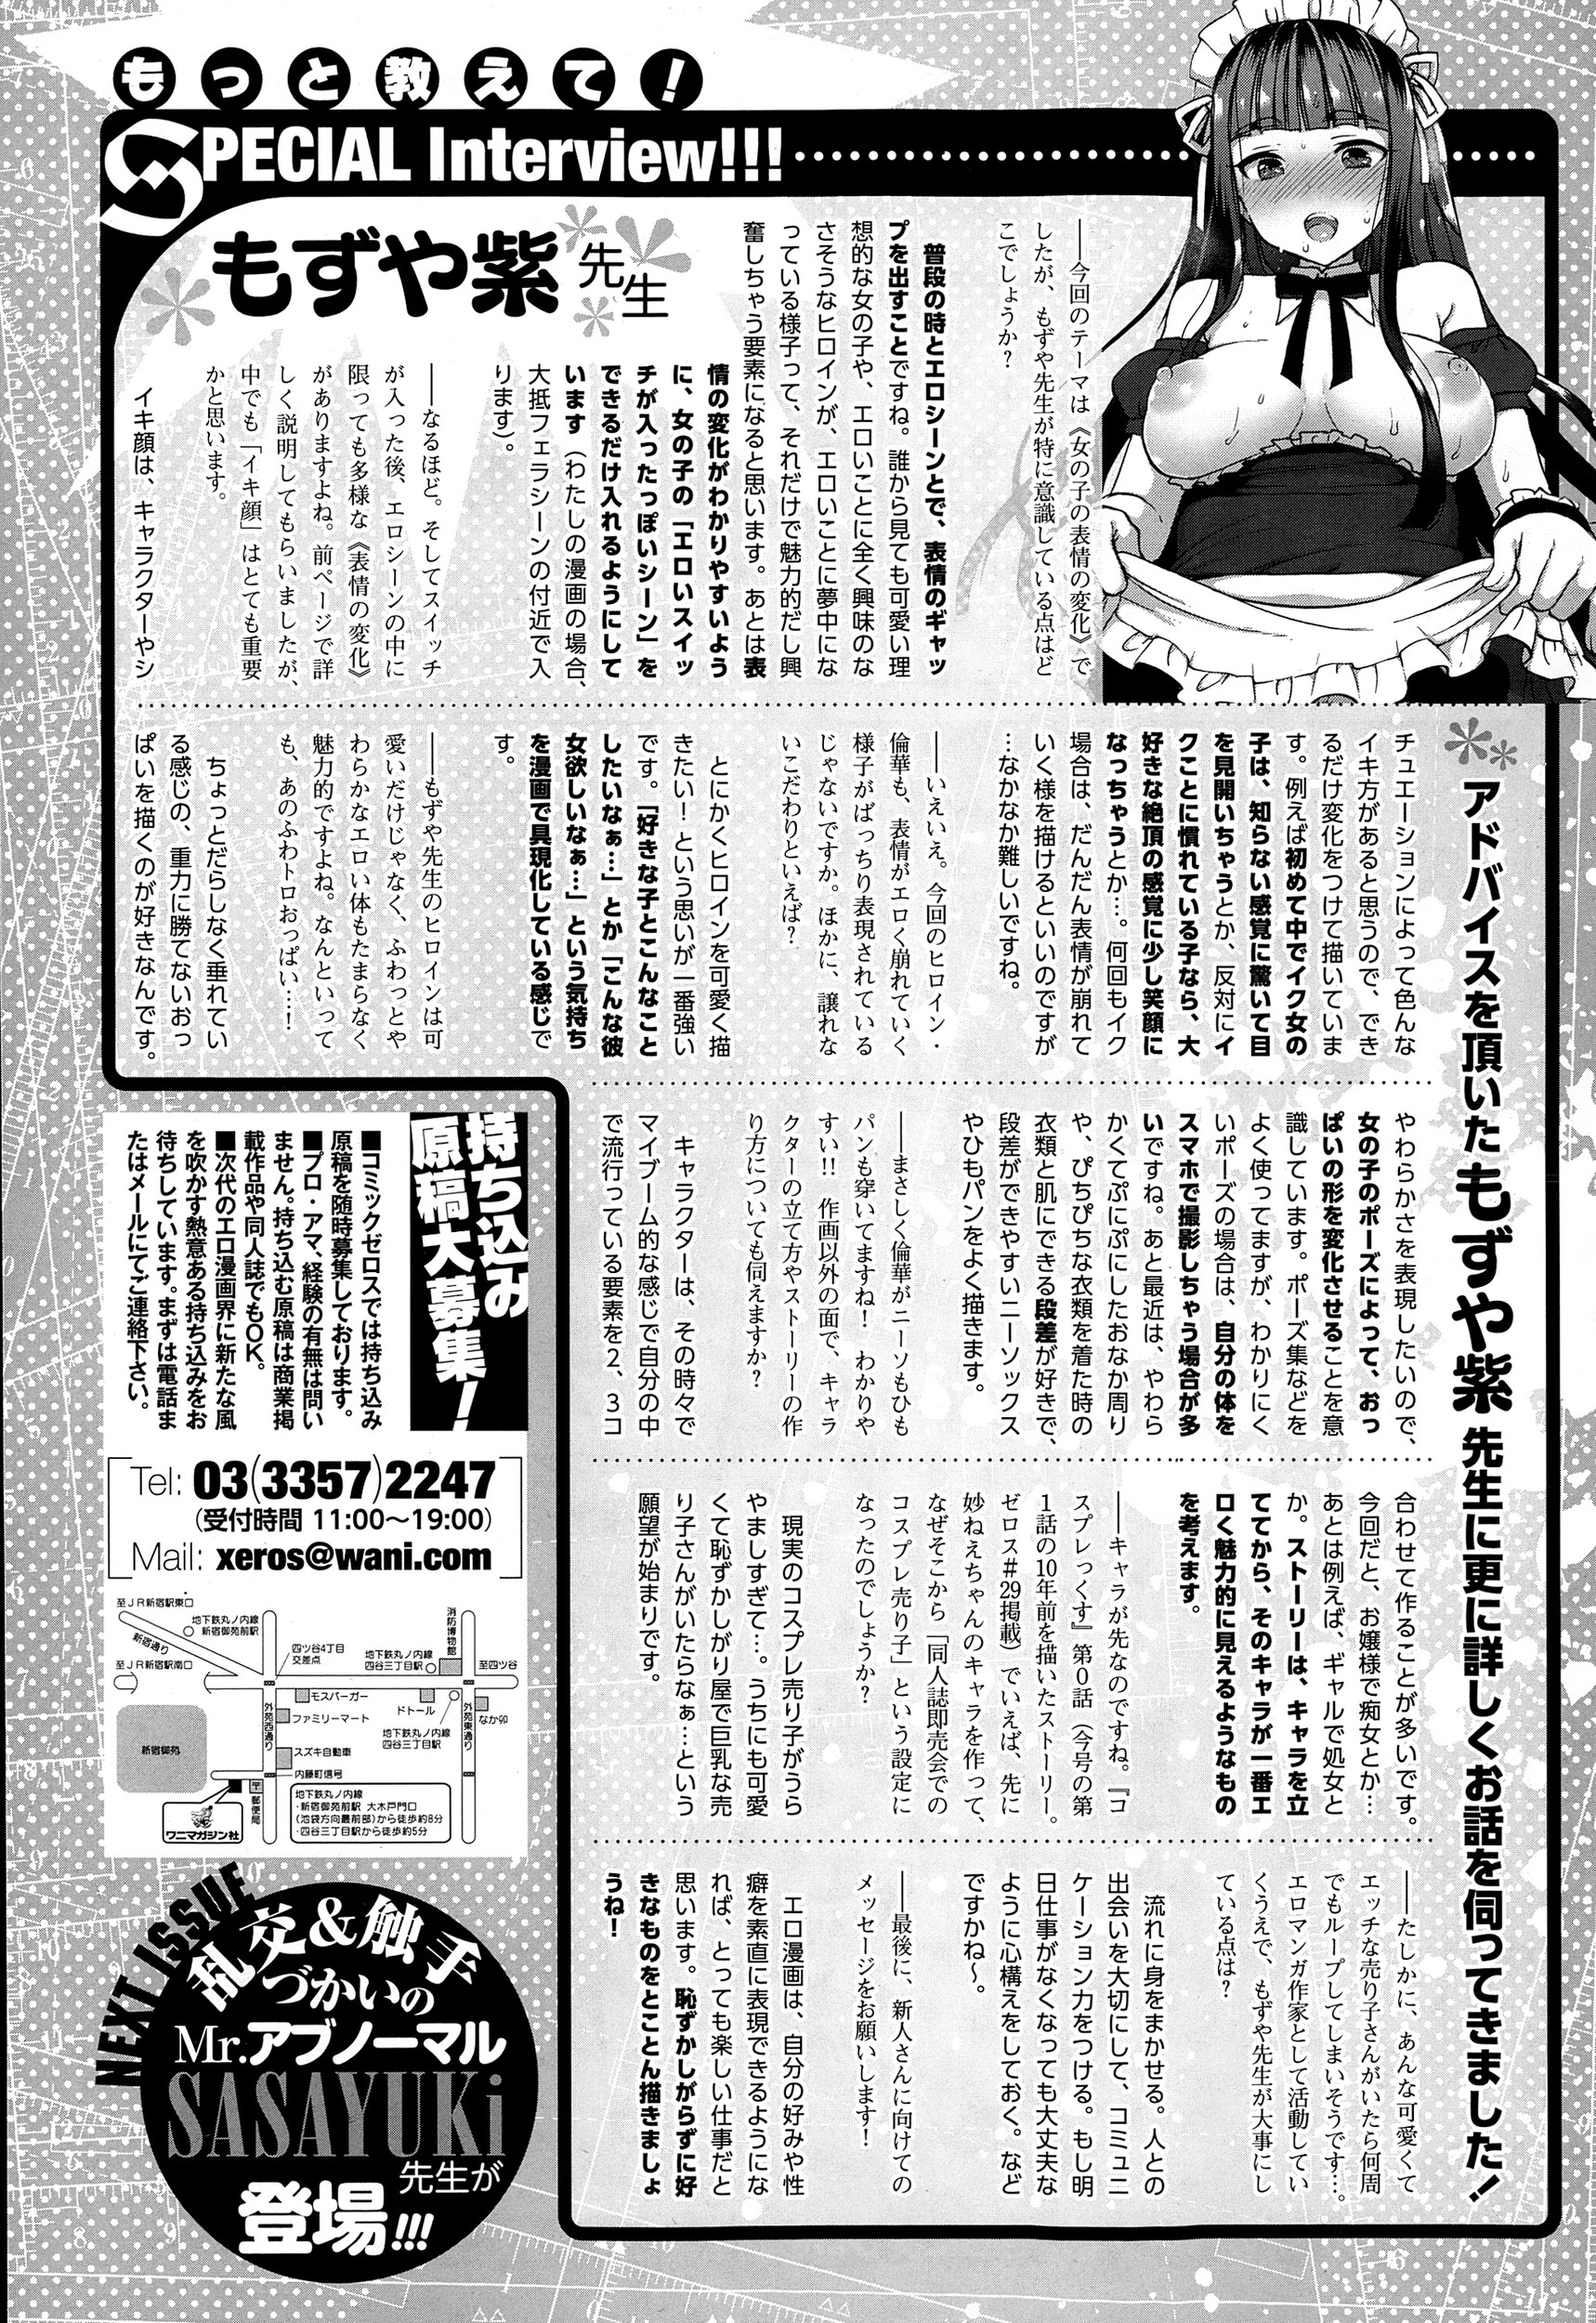 もっと教えて!
SPECIAL Interview!!!
もずや紫先生
アドバイスを頂いたもずや紫先生に更に詳しくお話を伺ってきました!
――今回のテーマは《女の子の表情の変化》で
したが、もずや先生が特に意識している点はど
こでしょうか?
普段の時とエロシーンとで、表情のギャッ
プを出すことですね。誰から見ても可愛い理
想的な女の子や、エロいことに全く興味のな
さそうなヒロインが、エロいことに夢中にな
っている様子って、それだけで魅力的だし興
奮しちゃう要素になると思います。あとは表
情の変化がわかりやすいよう
に、女の子の「エロいスイッ
チが入ったっぽいシーン」を
できるだけ入れるようにして
います(わたしの漫画の場合、
大抵フェラシーンの付近で入
ります)。
――なるほど。そしてスイッチ
が入った後、エロシーンの中に
限っても多様な《表情の変化》
がありますよね。前ページで詳
しく説明してもらいましたが、
中でも「イキ顔」はとても重要
かと思います。
イキ顔は、キャラクターやシ
チュエーションによって色んな
イキ方があると思うので、でき
るだけ変化をつけて描いていま
す。例えば初めて中でイク女の
子は、知らない感覚に驚いて目
を見開いちゃうとか、反対にイ
クことに慣れている子なら、大
好きな絶頂の感覚に少し笑顔に
なっちゃうとか…。何回もイク
場合は、だんだん表情が崩れて
いく様を描けるといいのですが
…なかなか難しいですね。
――いえいえ。今回のヒロイン・
倫華も、表情がエロく崩れていく
様子がばっちり表現されている
じゃないですか。ほかに、譲れな
いこだわりといえば?
とにかくヒロインを可愛く描
きたい!という思いが一番強い
です。「好きな子とこんなこと
したいなぁ…」とか「こんな彼
女欲しいなぁ…」という気持ち
を漫画で具現化している感じで
す。
――もずや先生のヒロインは可
愛いだけじゃなく、ふわっとや
わらかなエロい体もたまらなく
魅力的ですよね。なんといって
も、あのふわトロおっぱい…!
ちょっとだらしなく垂れてい
る感じの、重力に勝てないおっ
ぱいを描くのが好きなんです。
やわらかさを表現したいので、
女の子のポーズによって、おっ
ぱいの形を変化させることを意
識しています。ポーズ集などを
よく使ってますが、わかりにく
いポーズの場合は、自分の体を
スマホで撮影しちゃう場合が多
いですね。あと最近は、やわら
かくてぷにぷにしたおなか周り
や、ぴちぴちな衣類を着た時の
衣類と肌にできる段差が好きで、
段差ができやすいニーソックス
やひもパンをよく描きます。
――まさしく倫華がニーソもひも
パンも穿いてますね!わかりや
すい!!作画以外の面で、キャラ
クターの立て方やストーリーの作
り方についても伺えますか?
キャラクターは、その時々で
マイブーム的な感じで自分の中
で流行っている要素を2、3コ
合わせて作ることが多いです。
今回だと、お嬢様で痴女とか…
あとは例えば、ギャルで処女と
か。ストーリーは、キャラを立
ててから、そのキャラが一番エ
ロく魅力的に見えるようなもの
を考えます。
――キャラが先なのですね。『コ
スプレっくす』第0話(今号の第
1話の10年前を描いたストーリー。
ゼロス#29掲載)でいえば、先に
妙ねえちゃんのキャラを作って、
なぜそこから「同人誌即売会での
コスプレ売り子」という設定に
なったのでしょうか?
現実のコスプレ売り子がうら
やましすぎて…。うちにも可愛
くて恥ずかしがり屋で巨乳な売
り子さんがいたらなぁ…という
願望が始まりです。
――たしかに、あんな可愛くて
エッチな売り子さんがいたら何周
でもループしてしまいそうです…。
エロマンガ作家として活動してい
くうえで、もずや先生が大事にし
ている点は?
流れに身をまかせる。人との
出会いを大切にして、コミュニ
ケーション力をつける。もし明
日仕事がなくなっても大丈夫な
ように心構えをしておく。など
ですかね〜。
――最後に、新人さんに向けての
メッセージをお願いします!
エロ漫画は、自分の好みや性
癖を素直に表現できるようにな
れば、とっても楽しい仕事だと
思います。恥ずかしがらずに好
きなものをとことん描きましょ
うね!
持ち込み
原稿大募集!
■コミックゼロスでは持ち込み
原稿を随時募集しております。
■プロ・アマ、経験の有無は問い
ません。持ち込む原稿は商業掲
載作品や同人誌でもOK。
■次代のエロ漫画界に新たな風
を吹かす熱意ある持ち込みをお
待ちしています。まずは電話ま
たはメールにてご連絡下さい。
Tel: 03(3357)2247
(受付時間 11:00〜19:00)
Mail: xeros@wani.com
至JR新宿駅東口
地下鉄丸ノ内線
新宿御苑前駅
新宿通り
至JR新宿駅南口
四ツ谷4丁目
交差点
地下鉄丸ノ内線
四谷三丁目駅
消防博物館
至四ツ谷
モスバーガー
ファミリーマート
ドトール
なか卯
地下鉄丸ノ内線
四谷三丁目駅
外苑西通り
外苑東通り
新宿御苑
スズキ自動車
内藤町信号
〒郵便局
ワニマガジン社
地下鉄丸ノ内線
・新宿御苑前駅 大木戸門口
(池袋方向最前部)から徒歩約8分
・四谷三丁目駅から徒歩約5分
NEXT ISSUE
乱交&触手
づかいの
Mr.アブノーマル
SASAYUKi
先生が
登場!!!